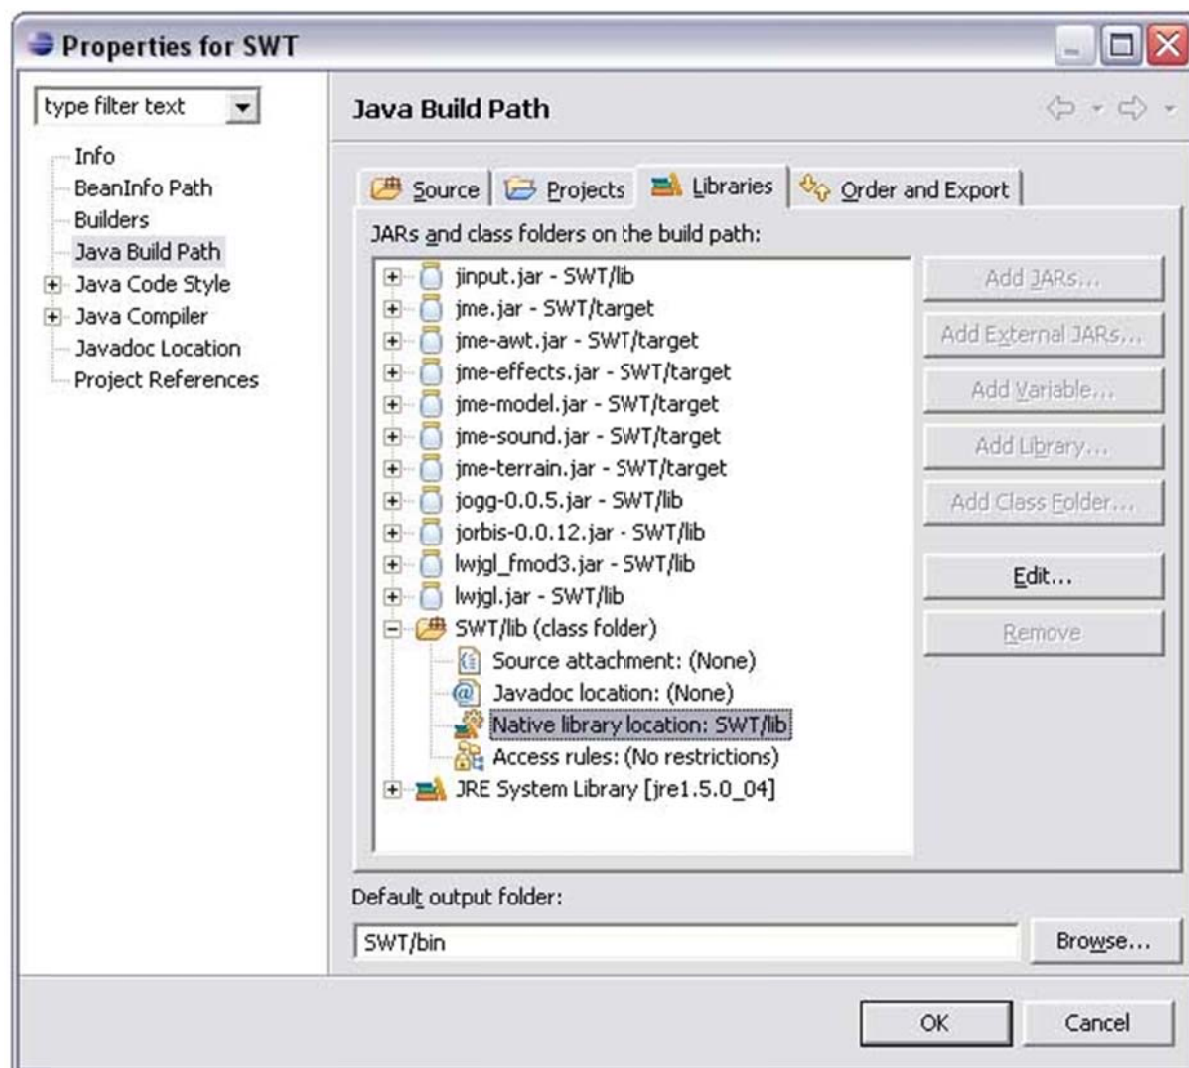 Properties for SWT
type filter text
Info
BeanInfo Path
Builders
Java Build Path
Java Code Style
Java Compiler
Javadoc Location
Project References
Java Build Path
Source Projects Libraries Order and Export
JARs and class folders on the build path:
jinput.jar - SWT/lib
jme.jar - SWT/target
jme-awt.jar - SWT/target
jme-effects.jar - SWT/target
jme-model.jar - SWT/target
jme-sound.jar - SWT/target
jme-terrain.jar - SWT/target
jogg-0.0.5.jar - SWT/lib
jorbis-0.0.12.jar - SWT/lib
lwjgl_fmod3.jar - SWT/lib
lwjgl.jar - SWT/lib
SWT/lib (class folder)
Source attachment: (None)
Javadoc location: (None)
Native library location: SWT/lib
Access rules: (No restrictions)
JRE System Library [jre1.5.0_04]
Add JARs...
Add External JARs...
Add Variable...
Add Library...
Add Class Folder...
Edit...
Remove
Default output folder:
SWT/bin
Browse...
OK Cancel